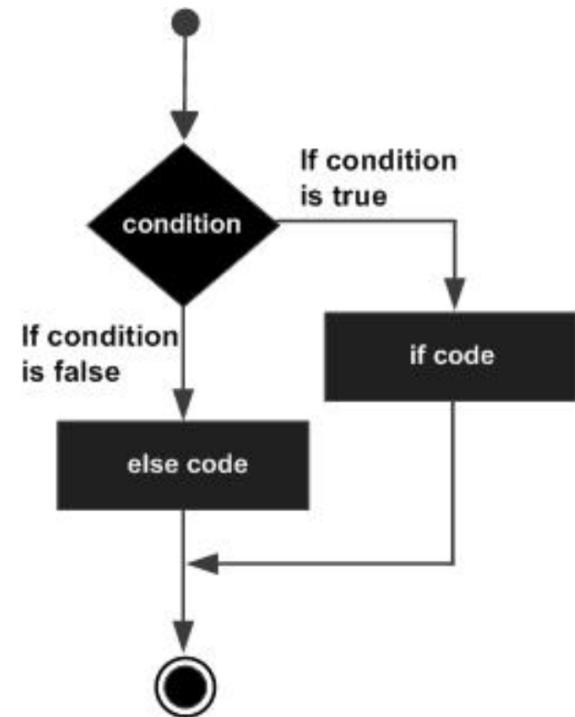 If condition
is true
condition
If condition
is false
if code
else code